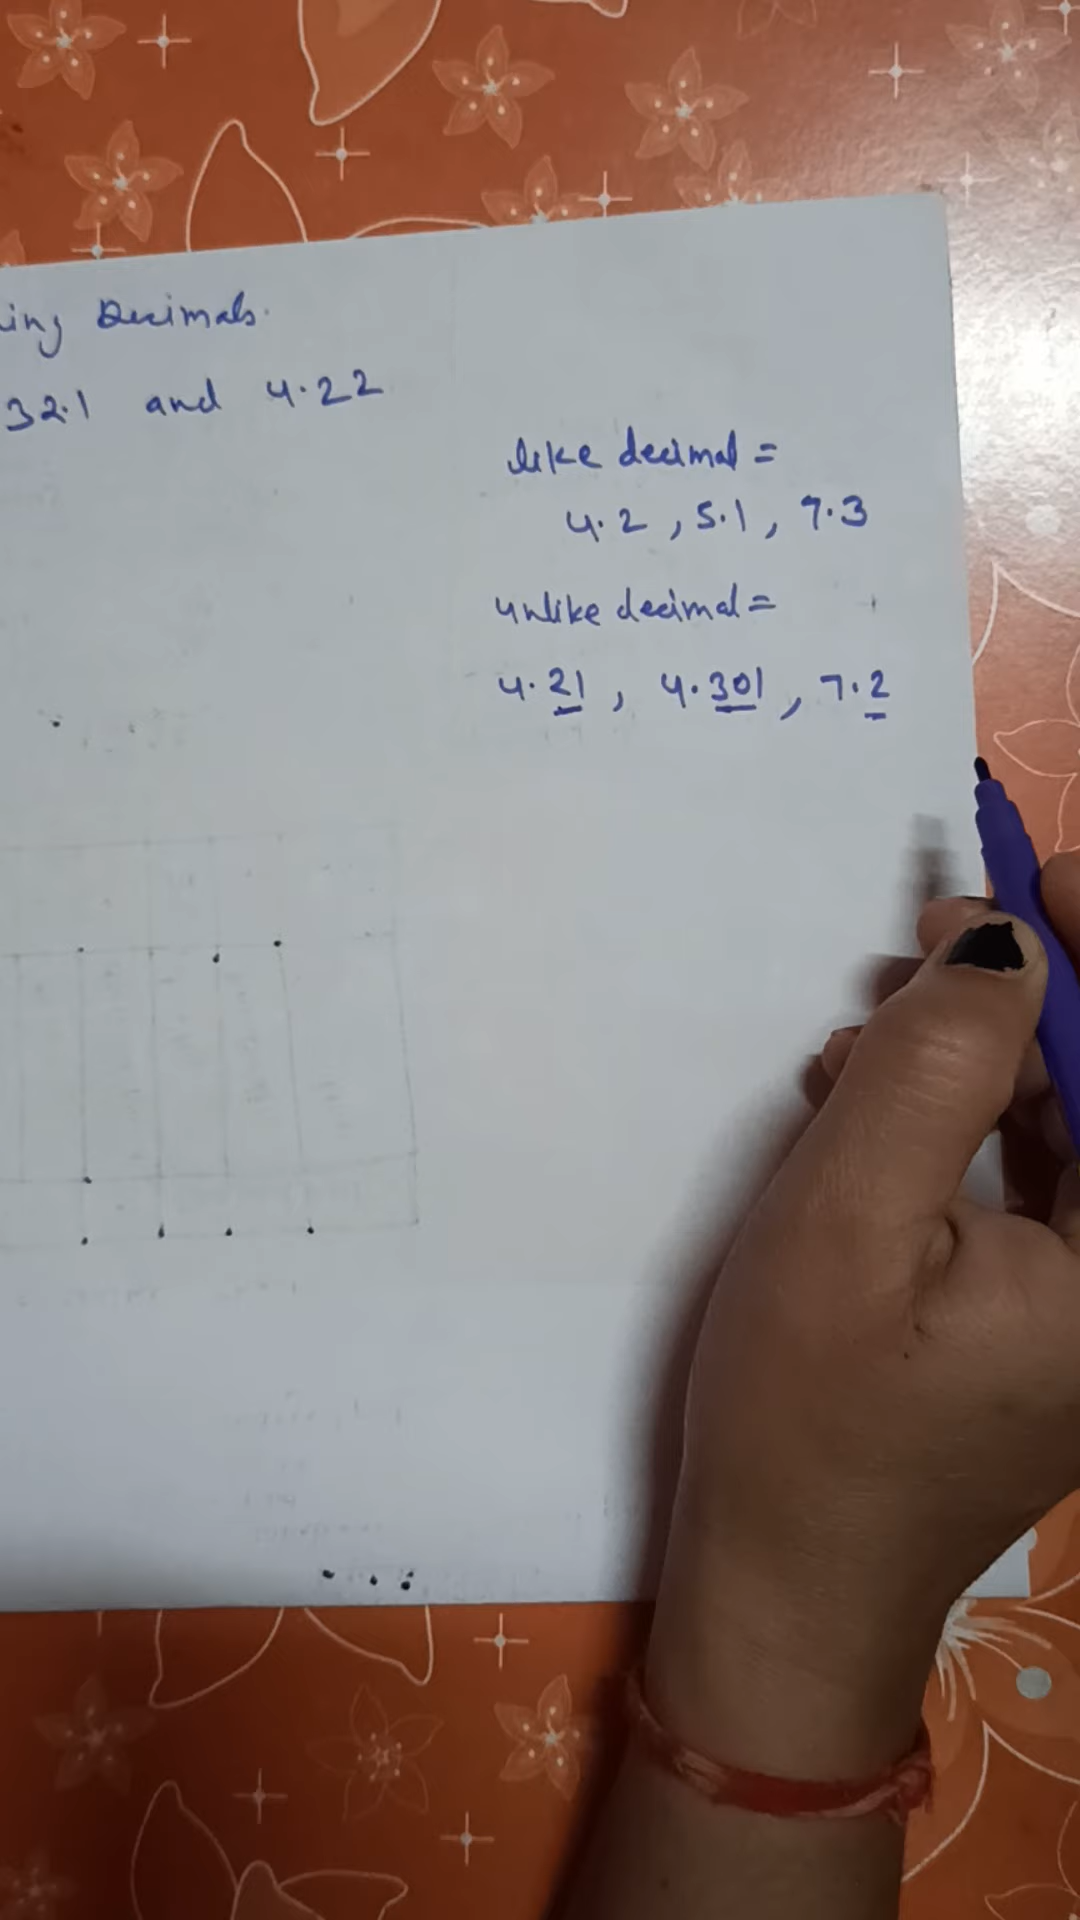 ing Decimals.
32.1 and 4.22
like decimal =
4.2 , 5.1 , 7.3
unlike decimal =
4.21 , 4.301 , 7.2